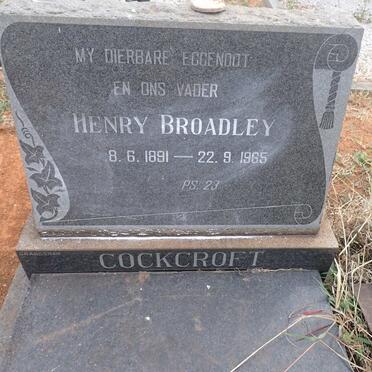 MY DIERBARE EGGENOOT
EN ONS VADER
HENRY BROADLEY
8. 6. 1891 — 22. 9. 1965
PS. 23
COCKCROFT